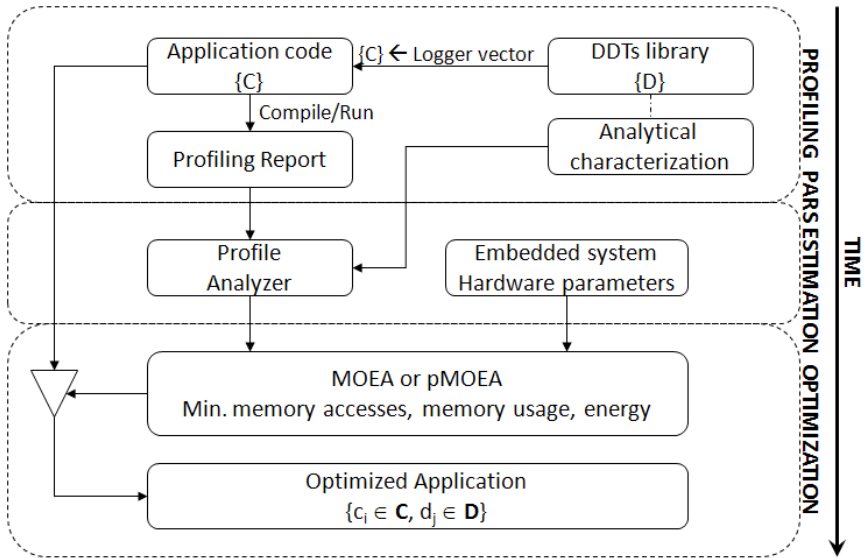 Application code
{C}
{C} ← Logger vector
DDTs library
{D}
Compile/Run
Profiling Report
Analytical
characterization
Profile
Analyzer
Embedded system
Hardware parameters
MOEA or pMOEA
Min. memory accesses, memory usage, energy
Optimized Application
{cᵢ ∈ C, dⱼ ∈ D}
PROFILING PARS ESTIMATION OPTIMIZATION
TIME